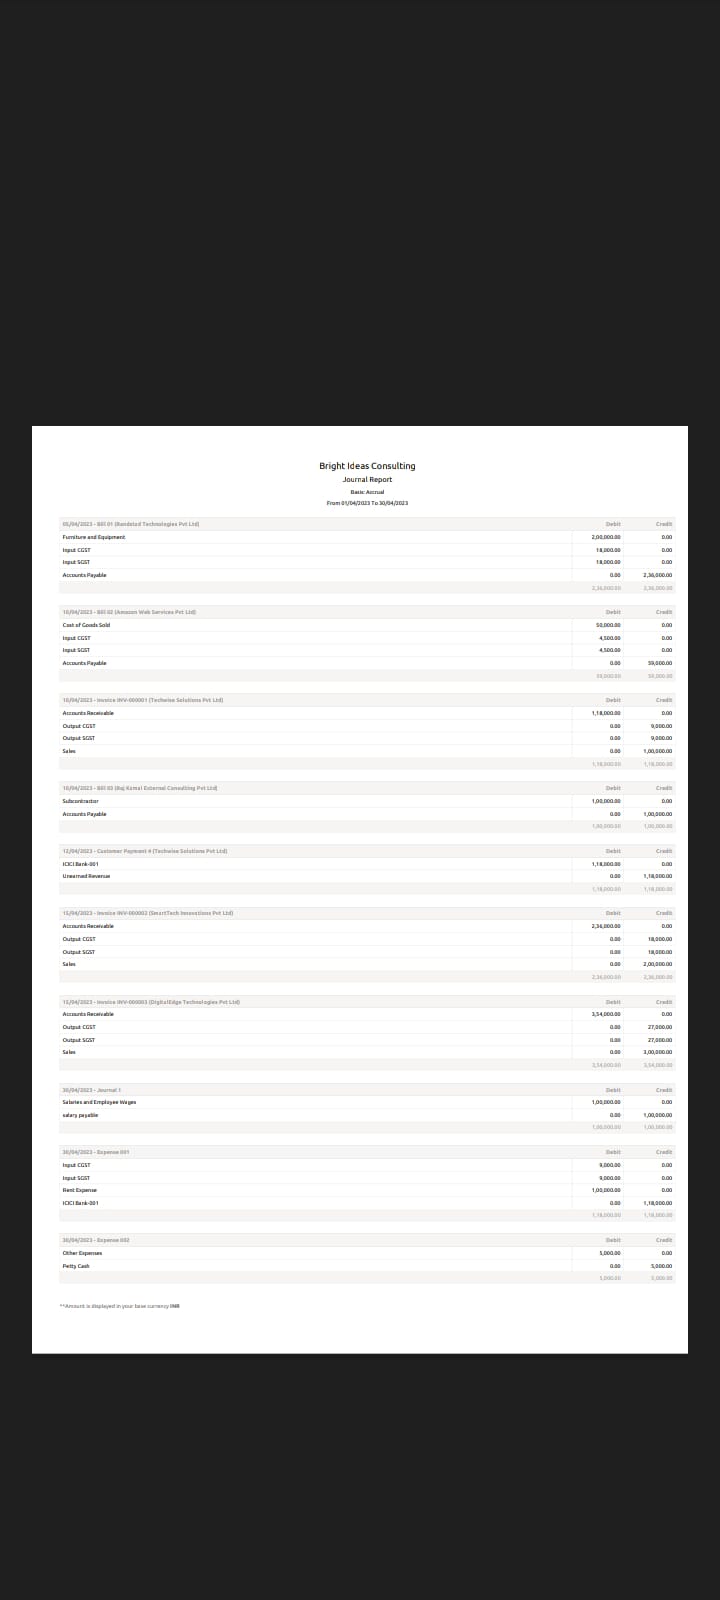 Bright Ideas Consulting
Journal Report
Basic: Accrual
From 01/04/2023 To 30/04/2023
05/04/2023 - Bill 01 (Randstad Technologies Pvt Ltd) Debit Credit
Furniture and Equipment 2,00,000.00 0.00
Input CGST 18,000.00 0.00
Input SGST 18,000.00 0.00
Accounts Payable 0.00 2,36,000.00
2,36,000.00 2,36,000.00
10/04/2023 - Bill 02 (Amazon Web Services Pvt Ltd) Debit Credit
Cost of Goods Sold 50,000.00 0.00
Input CGST 4,500.00 0.00
Input SGST 4,500.00 0.00
Accounts Payable 0.00 59,000.00
59,000.00 59,000.00
10/04/2023 - Invoice INV-000001 (Techwise Solutions Pvt Ltd) Debit Credit
Accounts Receivable 1,18,000.00 0.00
Output CGST 0.00 9,000.00
Output SGST 0.00 9,000.00
Sales 0.00 1,00,000.00
1,18,000.00 1,18,000.00
10/04/2023 - Bill 03 (Raj Kamal External Consulting Pvt Ltd) Debit Credit
Subcontractor 1,00,000.00 0.00
Accounts Payable 0.00 1,00,000.00
1,00,000.00 1,00,000.00
12/04/2023 - Customer Payment # (Techwise Solutions Pvt Ltd) Debit Credit
ICICI Bank-001 1,18,000.00 0.00
Unearned Revenue 0.00 1,18,000.00
1,18,000.00 1,18,000.00
15/04/2023 - Invoice INV-000002 (SmartTech Innovations Pvt Ltd) Debit Credit
Accounts Receivable 2,36,000.00 0.00
Output CGST 0.00 18,000.00
Output SGST 0.00 18,000.00
Sales 0.00 2,00,000.00
2,36,000.00 2,36,000.00
15/04/2023 - Invoice INV-000003 (DigitalEdge Technologies Pvt Ltd) Debit Credit
Accounts Receivable 3,54,000.00 0.00
Output CGST 0.00 27,000.00
Output SGST 0.00 27,000.00
Sales 0.00 3,00,000.00
3,54,000.00 3,54,000.00
30/04/2023 - Journal 1 Debit Credit
Salaries and Employee Wages 1,00,000.00 0.00
salary payable 0.00 1,00,000.00
1,00,000.00 1,00,000.00
30/04/2023 - Expense 001 Debit Credit
Input CGST 9,000.00 0.00
Input SGST 9,000.00 0.00
Rent Expense 1,00,000.00 0.00
ICICI Bank-001 0.00 1,18,000.00
1,18,000.00 1,18,000.00
30/04/2023 - Expense 002 Debit Credit
Other Expenses 5,000.00 0.00
Petty Cash 0.00 5,000.00
5,000.00 5,000.00
**Amount is displayed in your base currency INR